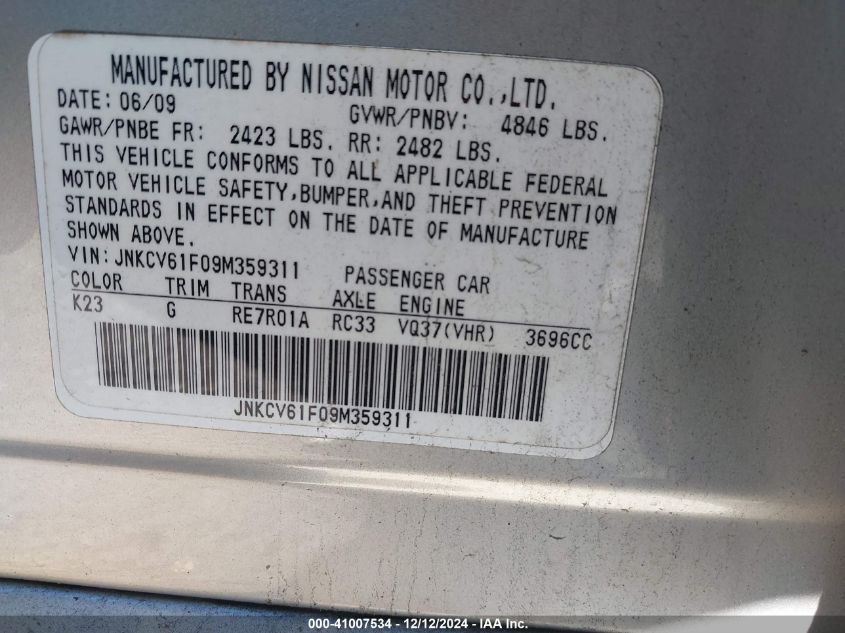 MANUFACTURED BY NISSAN MOTOR CO.,LTD.
DATE: 06/09 GVWR/PNBV: 4846 LBS.
GAWR/PNBE FR: 2423 LBS. RR: 2482 LBS.
THIS VEHICLE CONFORMS TO ALL APPLICABLE FEDERAL
MOTOR VEHICLE SAFETY,BUMPER,AND THEFT PREVENTION
STANDARDS IN EFFECT ON THE DATE OF MANUFACTURE
SHOWN ABOVE.
VIN: JNKCV61F09M359311 PASSENGER CAR
COLOR TRIM TRANS AXLE ENGINE
K23 G RE7R01A RC33 VQ37(VHR) 3696CC
JNKCV61F09M359311
000-41007534 - 12/12/2024 - IAA Inc.